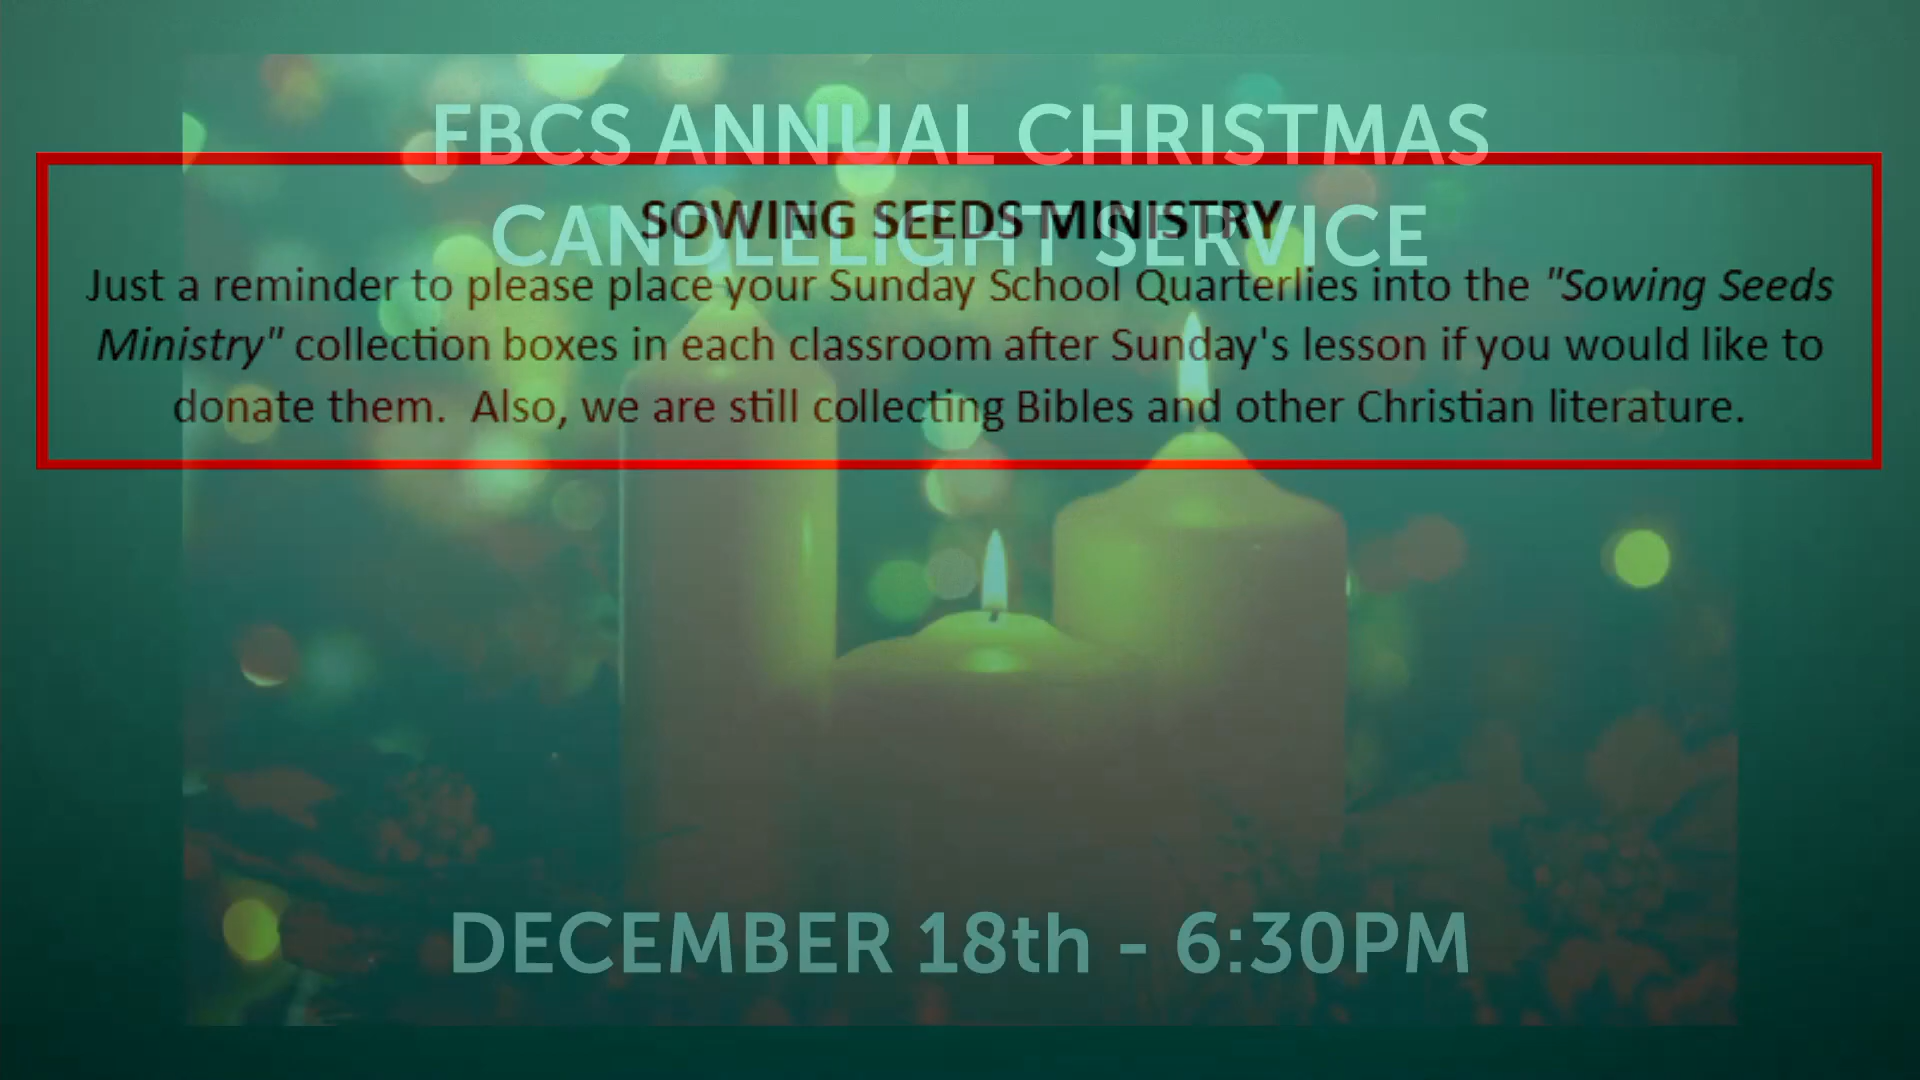 FBCS ANNUAL CHRISTMAS
CANDLELIGHT SERVICE
SOWING SEEDS MINISTRY
Just a reminder to please place your Sunday School Quarterlies into the "Sowing Seeds
Ministry" collection boxes in each classroom after Sunday's lesson if you would like to
donate them.  Also, we are still collecting Bibles and other Christian literature.
DECEMBER 18th - 6:30PM